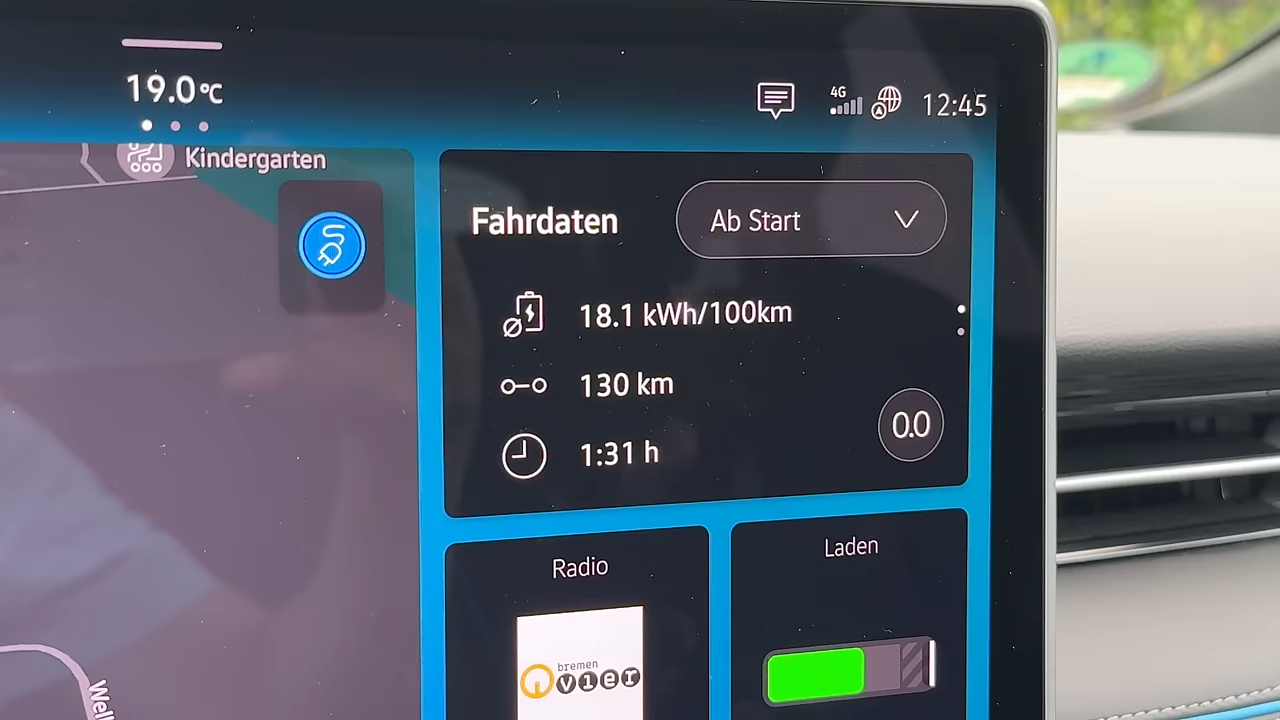 19.0°C
4G
12:45
Kindergarten
Fahrdaten
Ab Start
18.1 kWh/100km
130 km
0.0
1:31 h
Radio
Laden
bremen
vier
Well